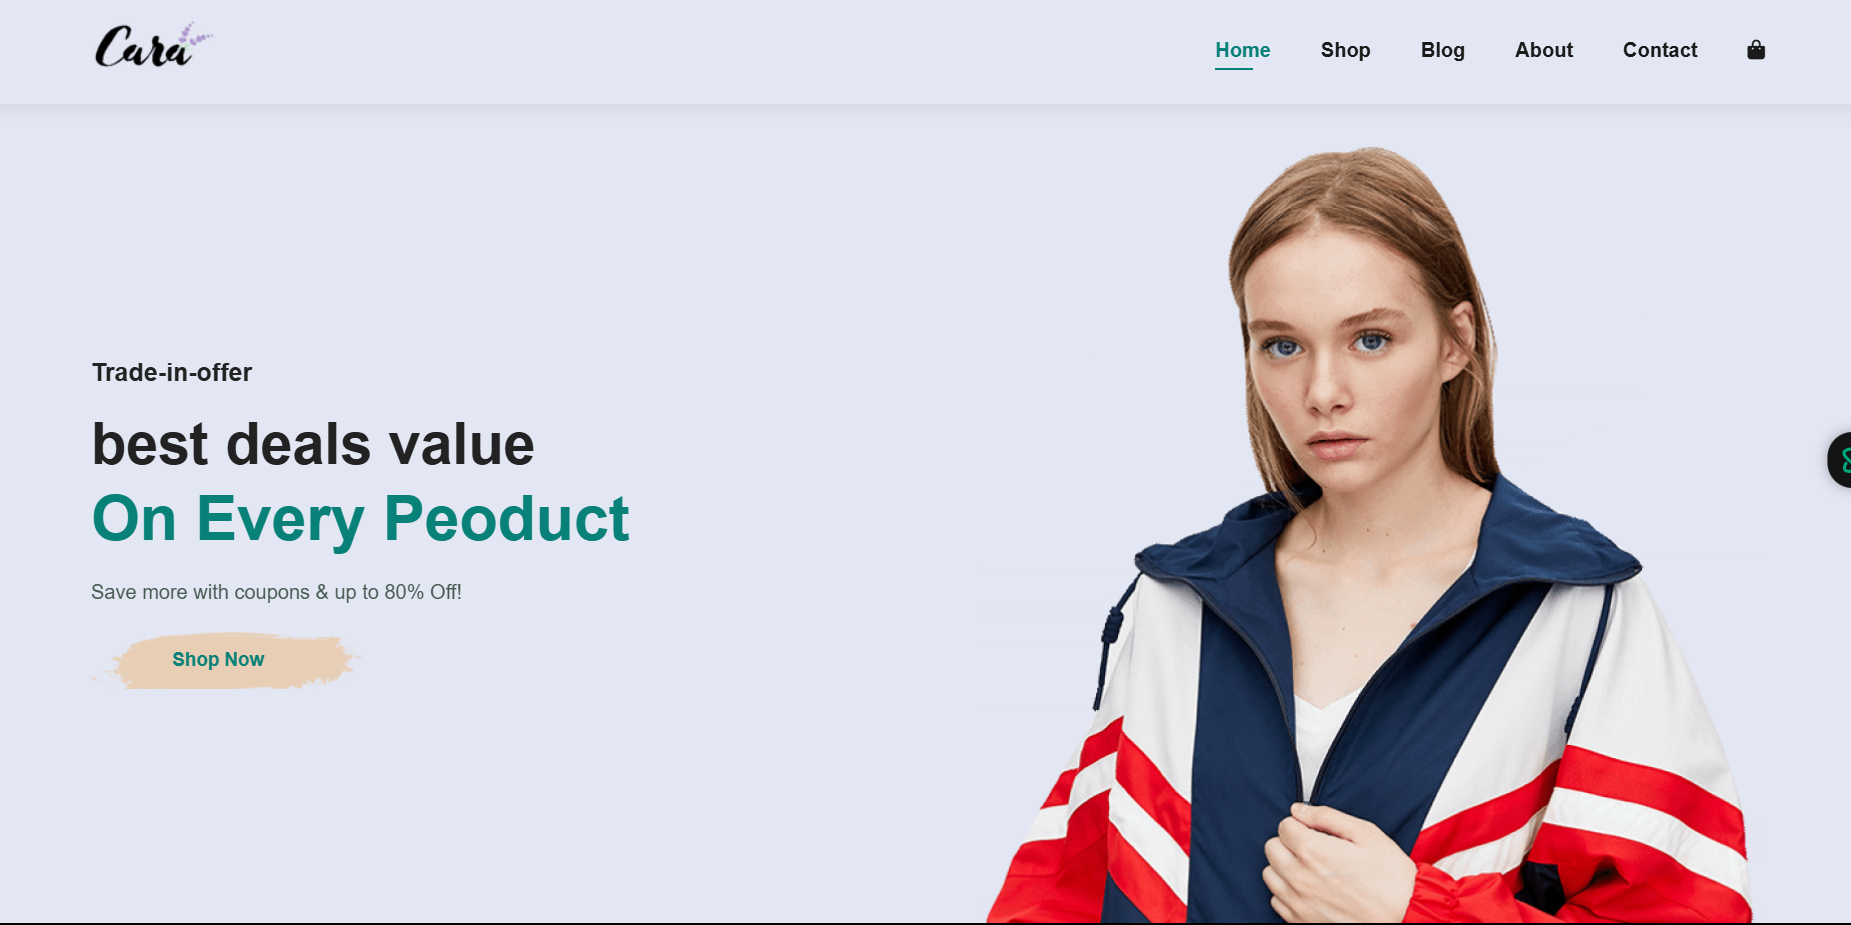 Cara
Home Shop Blog About Contact
Trade-in-offer
best deals value
On Every Peoduct
Save more with coupons & up to 80% Off!
Shop Now